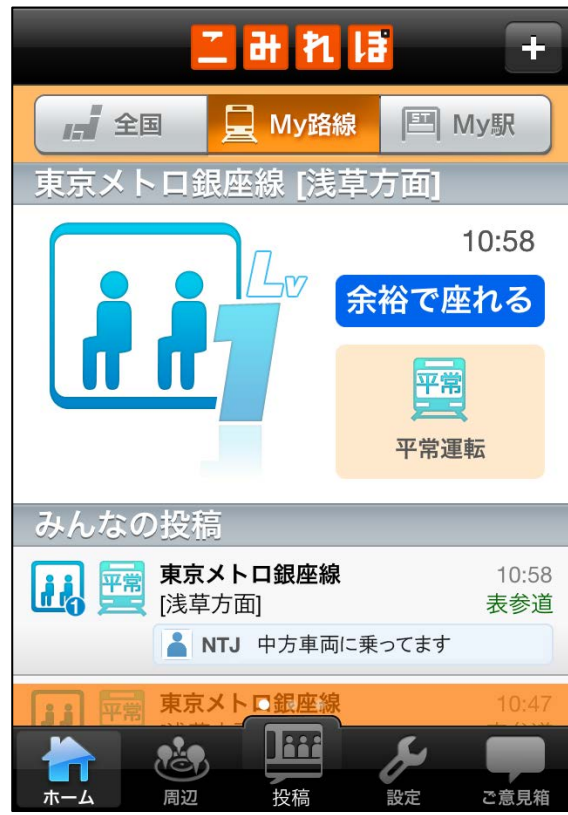 こみれぽ
+
全国 My路線 ST My駅
東京メトロ銀座線 [浅草方面]
10:58
Lv
1
余裕で座れる
平常
平常運転
みんなの投稿
平常 東京メトロ銀座線 10:58
1 [浅草方面] 表参道
NTJ 中方車両に乗ってます
平常 東京メトロ銀座線 10:47
ホーム 周辺 投稿 設定 ご意見箱